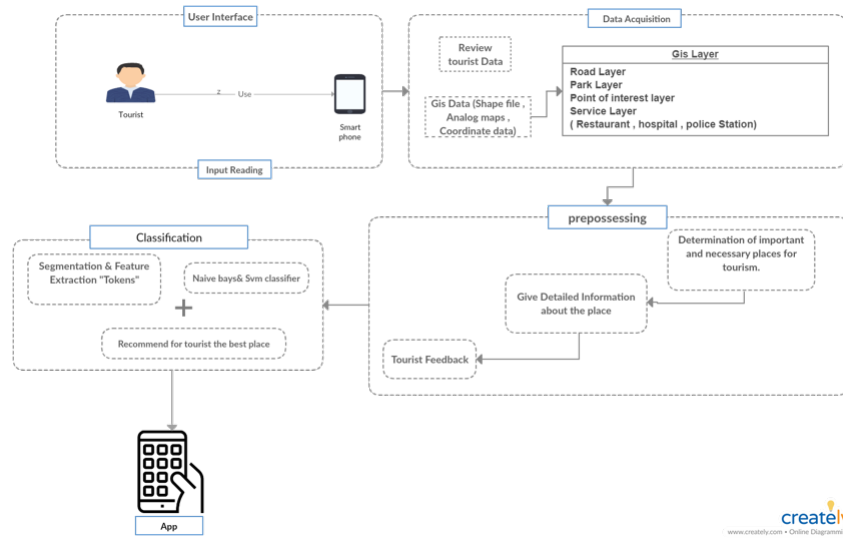 User Interface
Tourist
z
Use
Smart
phone
Input Reading
Data Acquisition
Review
tourist Data
Gis Data (Shape file ,
Analog maps ,
Coordinate data)
Gis Layer
Road Layer
Park Layer
Point of interest layer
Service Layer
( Restaurant , hospital , police Station)
prepossessing
Determination of important
and necessary places for
tourism.
Give Detailed Information
about the place
Tourist Feedback
Classification
Segmentation & Feature
Extraction "Tokens"
Naive bays& Svm classifier
+
Recommend for tourist the best place
App
creately
www.creately.com • Online Diagrammi